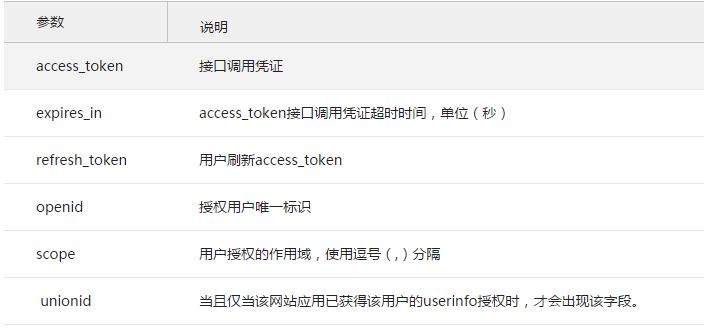 参数 说明
access_token 接口调用凭证
expires_in access_token接口调用凭证超时时间，单位（秒）
refresh_token 用户刷新access_token
openid 授权用户唯一标识
scope 用户授权的作用域，使用逗号（,）分隔
unionid 当且仅当该网站应用已获得该用户的userinfo授权时，才会出现该字段。